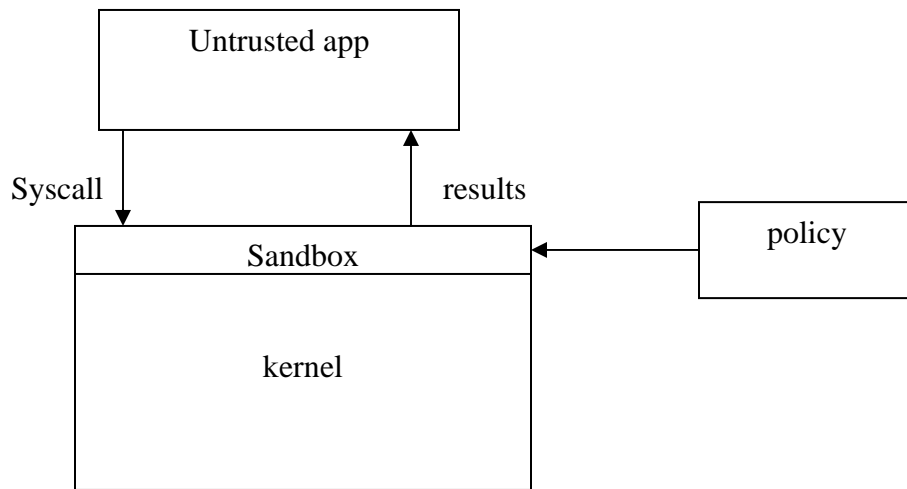 Untrusted app
Syscall
results
policy
Sandbox
kernel